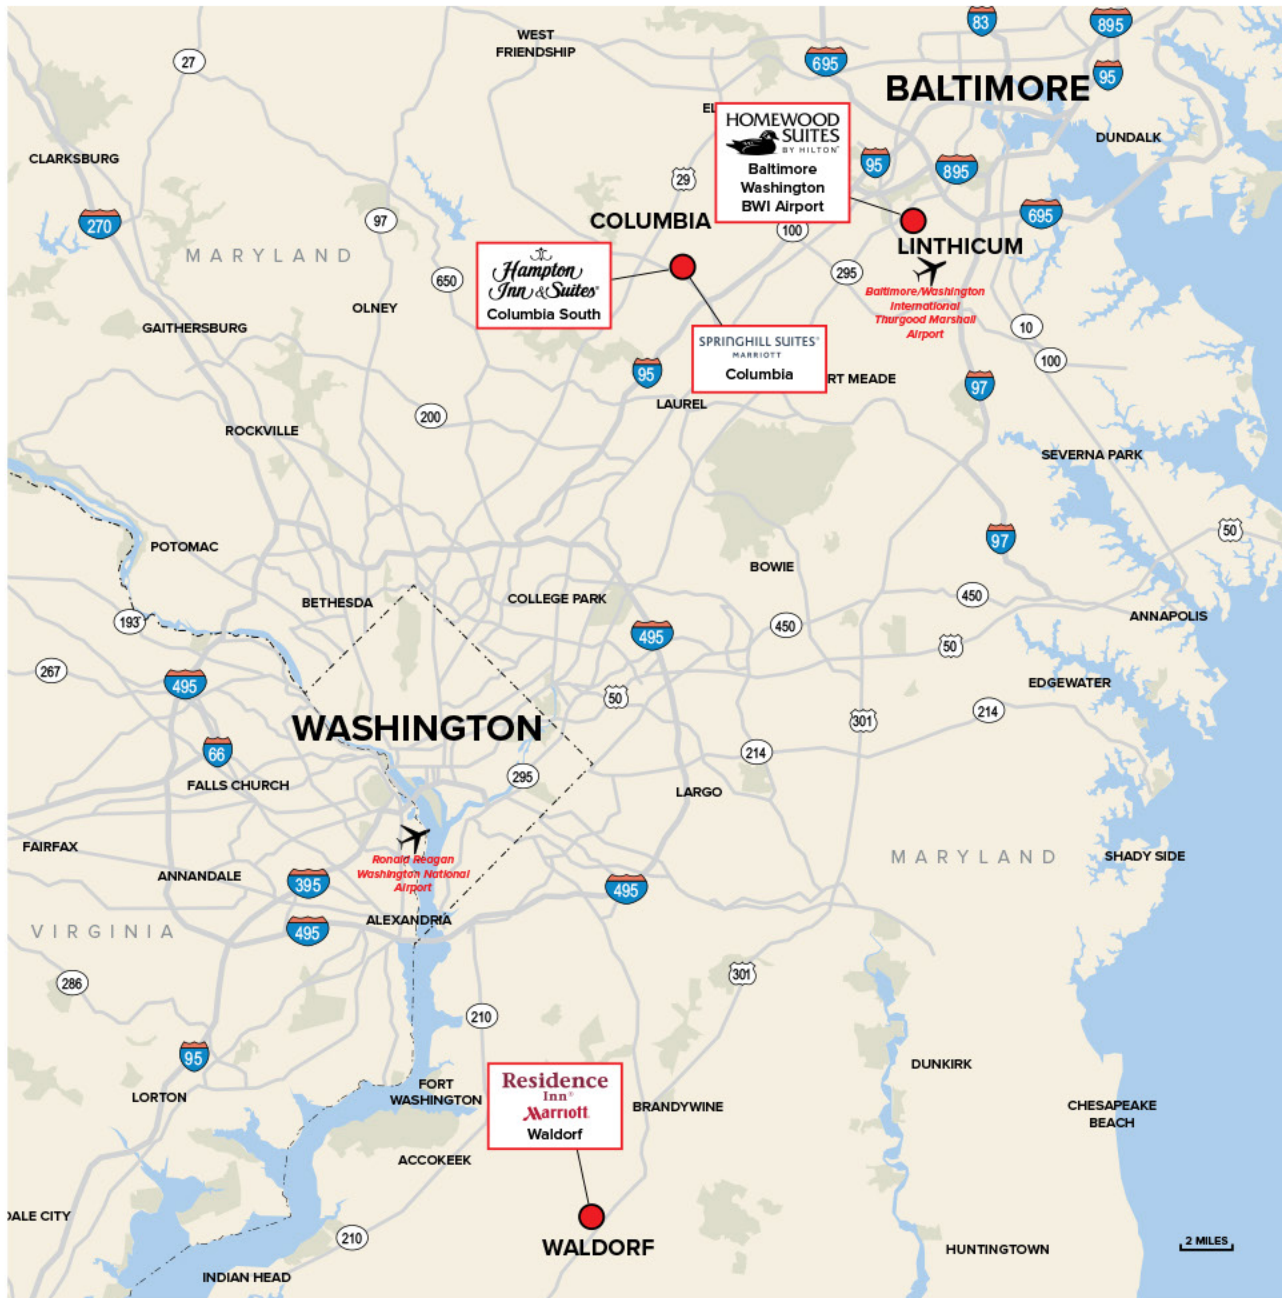 83
895
WEST
FRIENDSHIP
27
695
95
BALTIMORE
EL
HOMEWOOD
SUITES
BY HILTON
Baltimore
Washington
BWI Airport
DUNDALK
CLARKSBURG
95
895
29
270
97
COLUMBIA
100
695
LINTHICUM
MARYLAND
Hampton
Inn & Suites®
Columbia South
650
295
Baltimore/Washington
International
Thurgood Marshall
Airport
OLNEY
GAITHERSBURG
10
100
SPRINGHILL SUITES®
MARRIOTT
Columbia
95
RT MEADE
97
LAUREL
200
ROCKVILLE
SEVERNA PARK
50
97
POTOMAC
BOWIE
BETHESDA
COLLEGE PARK
450
ANNAPOLIS
193
450
495
50
267
495
EDGEWATER
50
214
301
WASHINGTON
66
214
295
FALLS CHURCH
LARGO
FAIRFAX
Ronald Reagan
Washington National
Airport
MARYLAND
SHADY SIDE
ANNANDALE
395
495
ALEXANDRIA
495
VIRGINIA
301
286
210
95
DUNKIRK
FORT
WASHINGTON
Residence
Inn®
Marriott
Waldorf
LORTON
BRANDYWINE
CHESAPEAKE
BEACH
ACCOKEEK
DALE CITY
210
WALDORF
2 MILES
HUNTINGTOWN
INDIAN HEAD